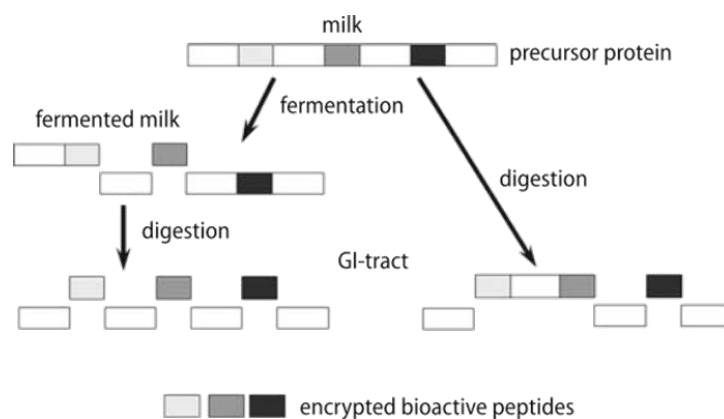 milk
precursor protein
fermentation
fermented milk
digestion
digestion
GI-tract
encrypted bioactive peptides